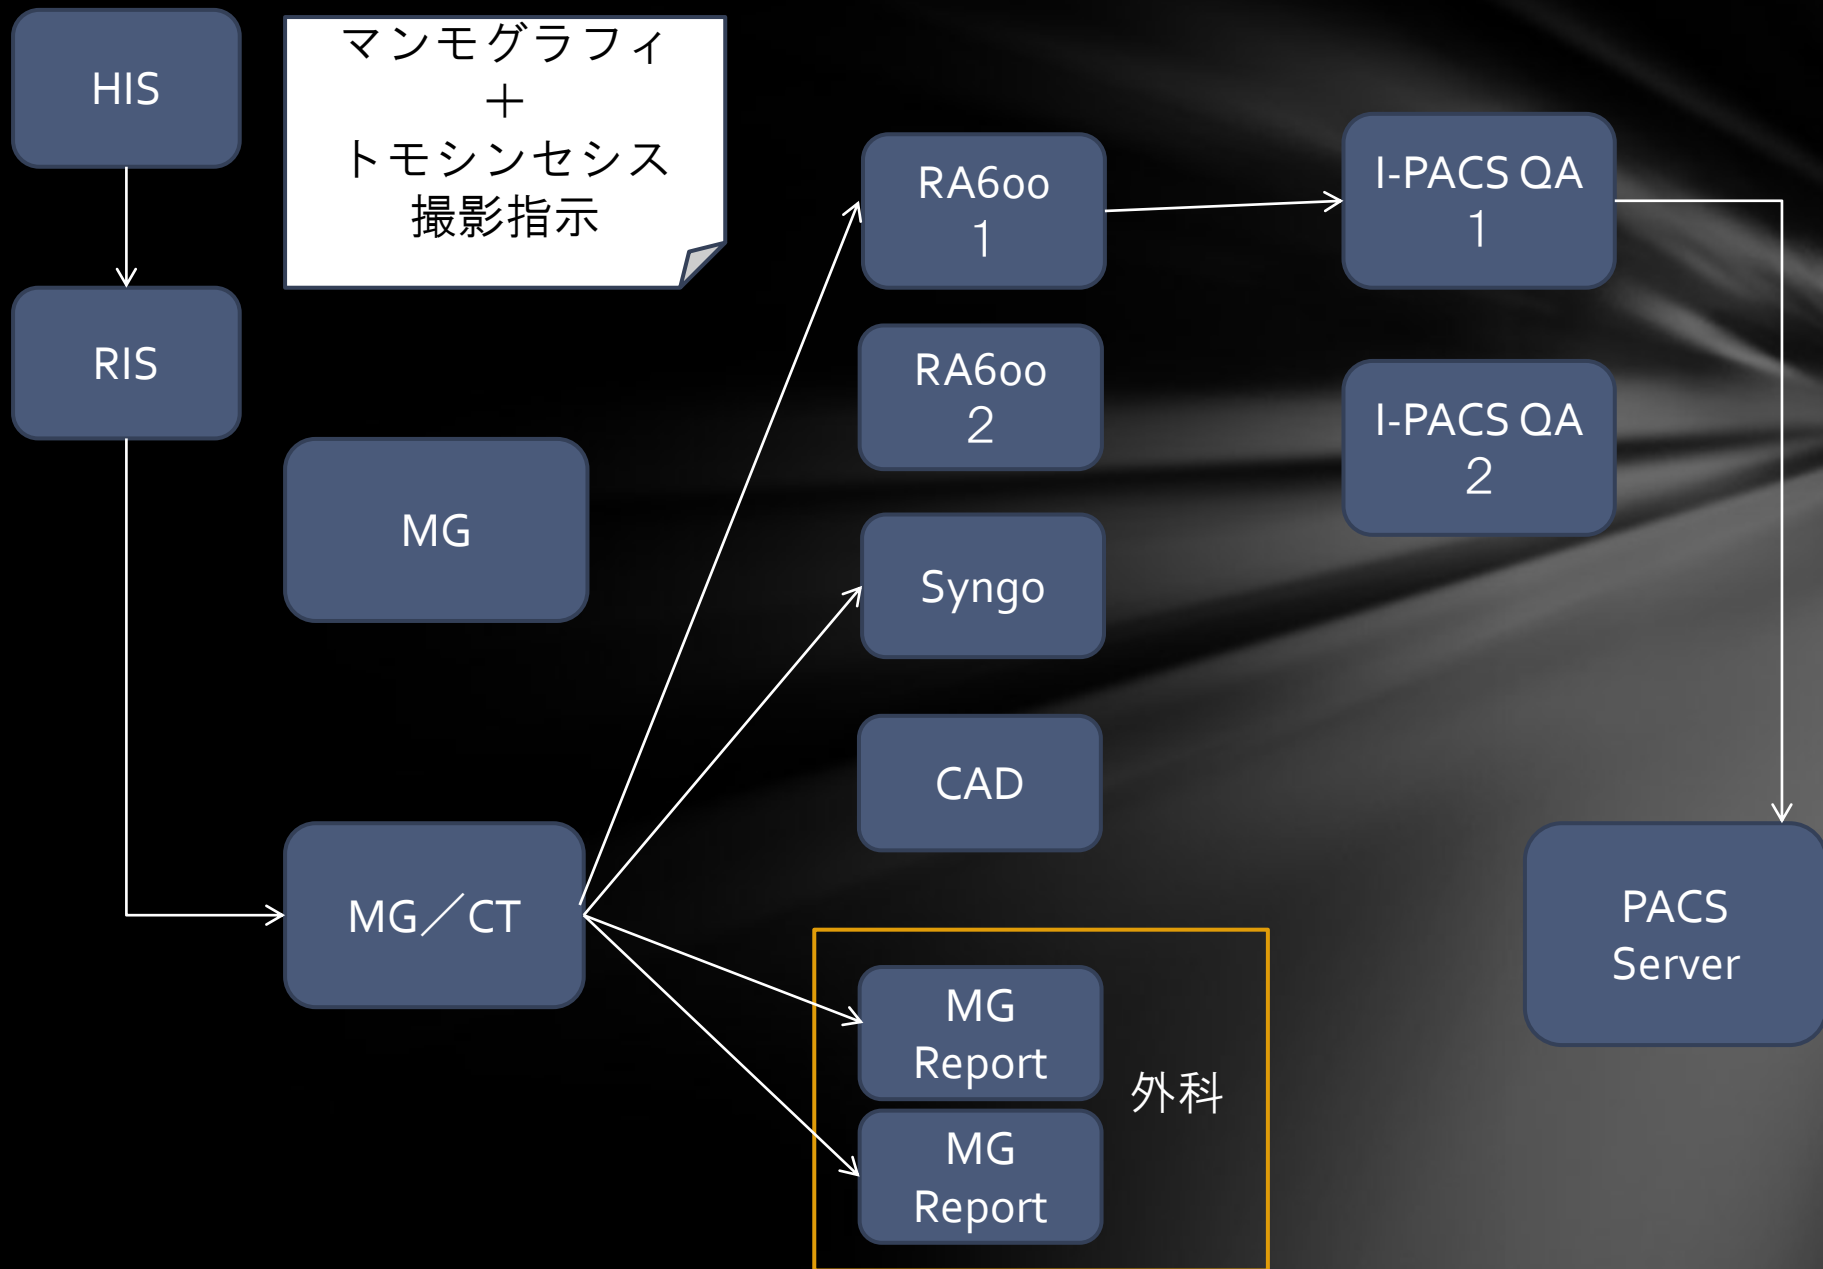 HIS
マンモグラフィ
＋
トモシンセシス
撮影指示
RIS
MG
MG／CT
RA600
1
RA600
2
Syngo
CAD
MG
Report
MG
Report
外科
I-PACS QA
1
I-PACS QA
2
PACS
Server